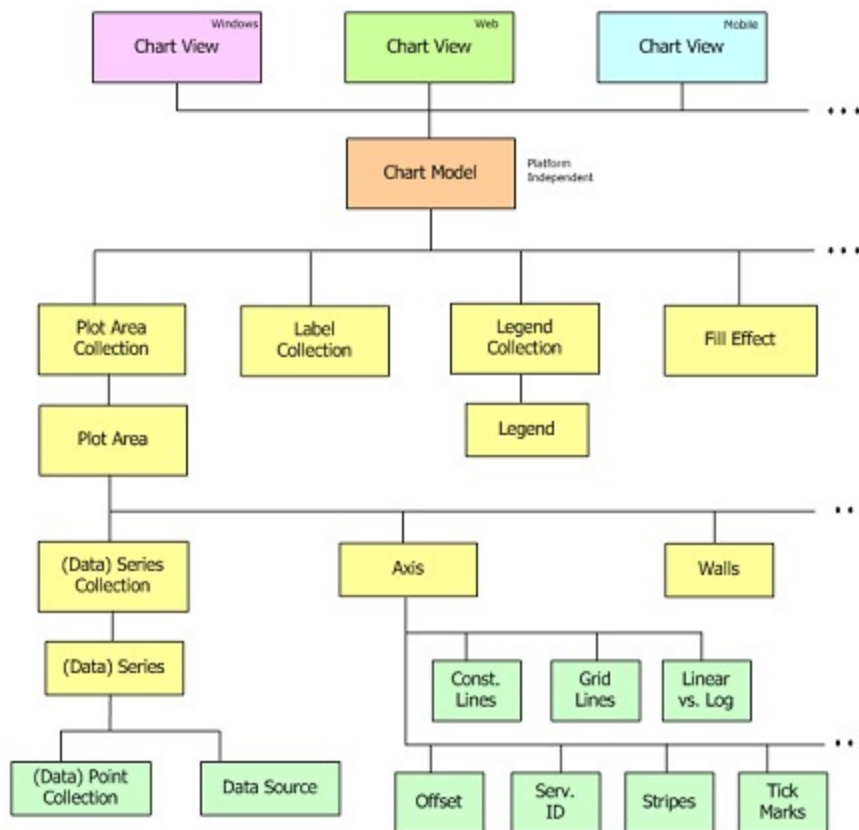 Windows
Chart View
Web
Chart View
Mobile
Chart View
Chart Model
Platform
Independent
Plot Area
Collection
Label
Collection
Legend
Collection
Fill Effect
Plot Area
Legend
(Data) Series
Collection
Axis
Walls
(Data) Series
Const.
Lines
Grid
Lines
Linear
vs. Log
(Data) Point
Collection
Data Source
Offset
Serv.
ID
Stripes
Tick
Marks